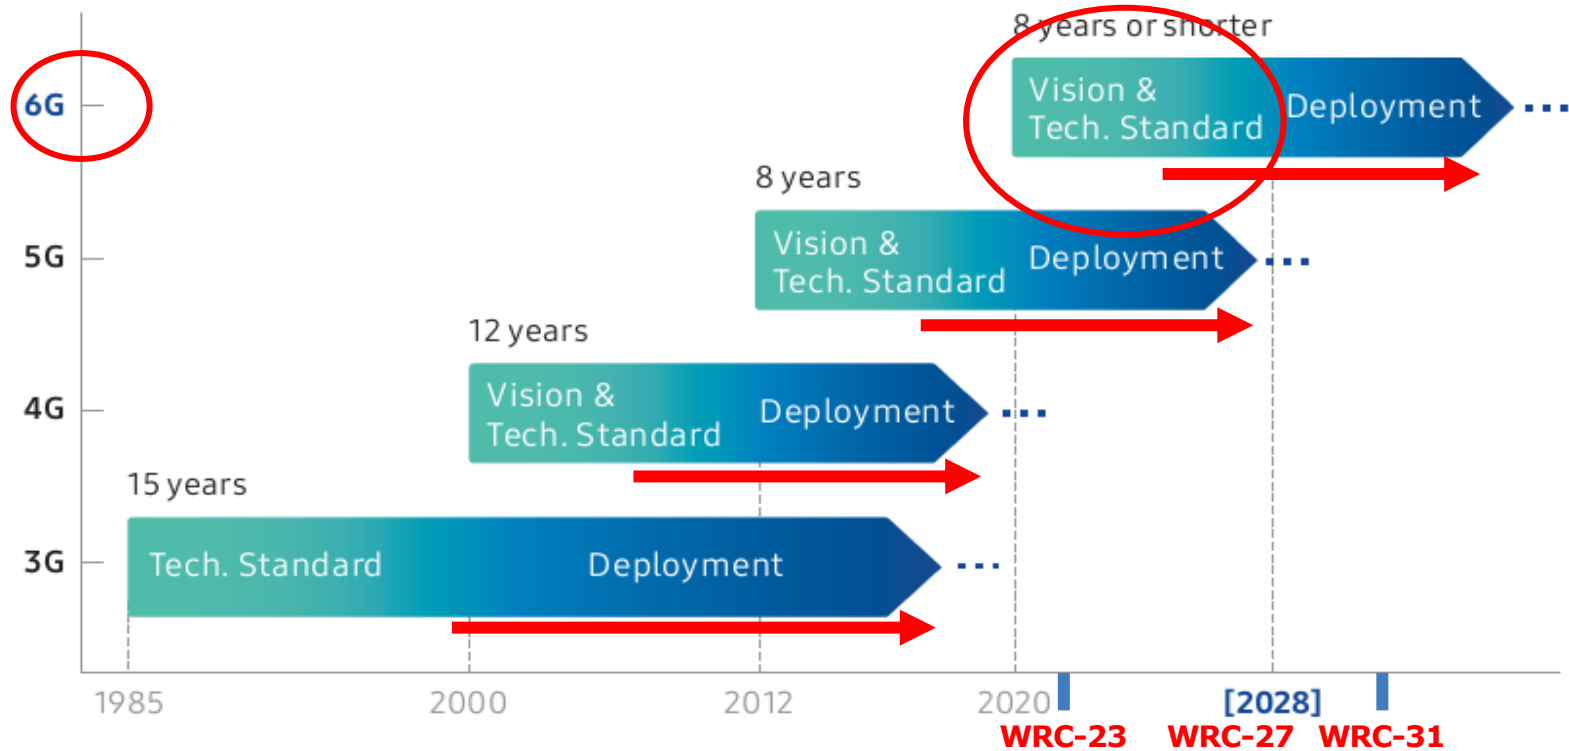 8 years or shorter
6G
Vision &
Tech. Standard
Deployment
8 years
5G
Vision &
Tech. Standard
Deployment
12 years
4G
Vision &
Tech. Standard
Deployment
15 years
3G
Tech. Standard
Deployment
1985
2000
2012
2020
[2028]
WRC-23
WRC-27
WRC-31